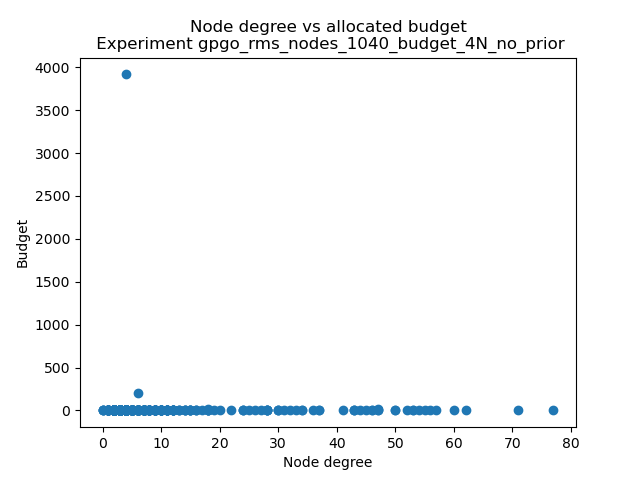 Node degree vs allocated budget
Experiment gpgo_rms_nodes_1040_budget_4N_no_prior
4000
3500
3000
2500
2000
1500
1000
500
0
Budget
0 10 20 30 40 50 60 70 80
Node degree